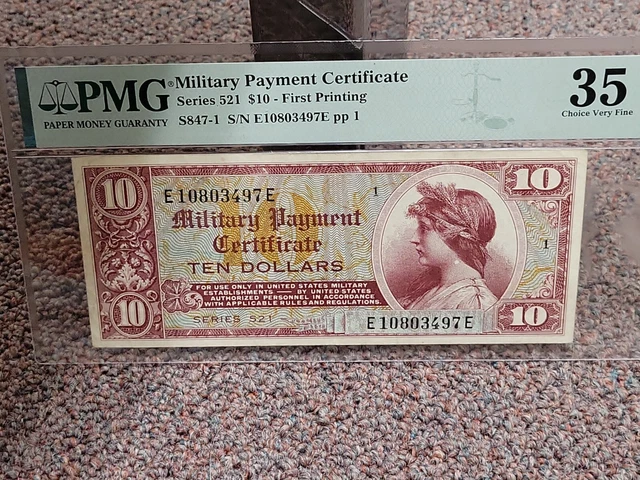 PMG® Military Payment Certificate
Series 521 $10 - First Printing
PAPER MONEY GUARANTY
S847-1 S/N E10803497E pp 1
35
Choice Very Fine
10
10
E10803497E
1
Military Payment
Certificate
TEN DOLLARS
10
FOR USE ONLY IN UNITED STATES MILITARY
ESTABLISHMENTS — BY UNITED STATES
AUTHORIZED PERSONNEL IN ACCORDANCE
WITH APPLICABLE RULES AND REGULATIONS.
1
SERIES 521
E10803497E
10
10